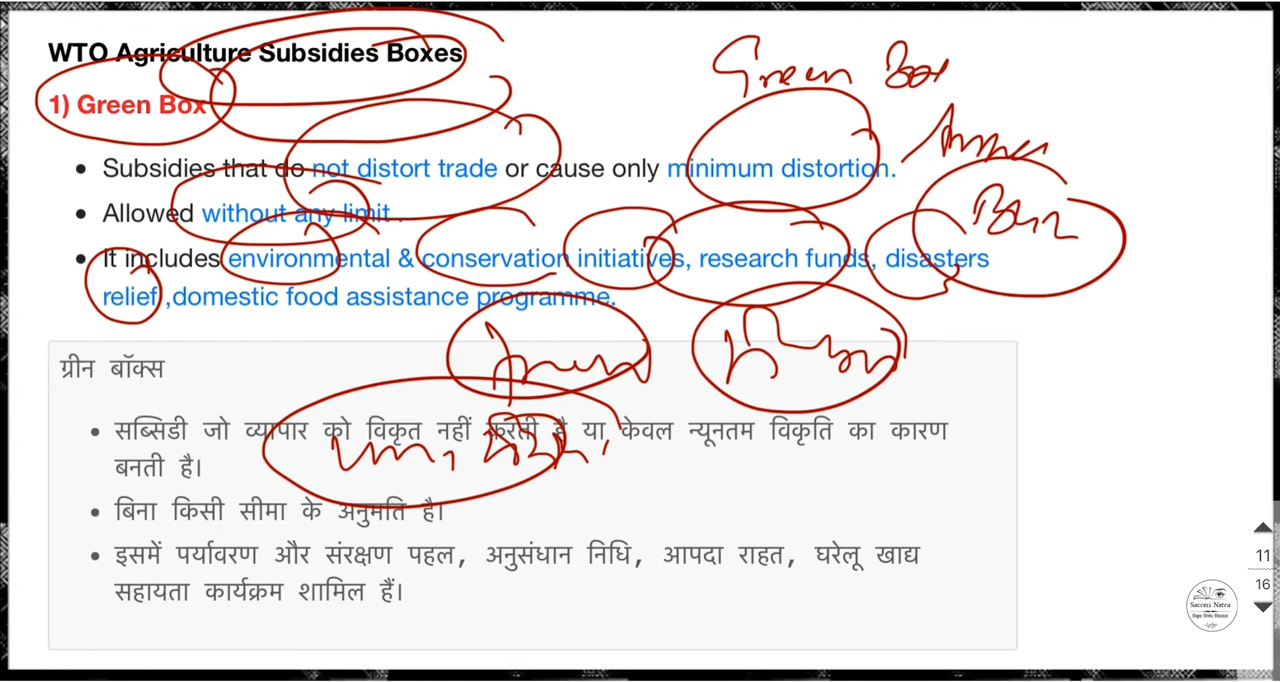 WTO Agriculture Subsidies Boxes
Green Box
1) Green Box
• Subsidies that do not distort trade or cause only minimum distortion.
• Allowed without any limit .
• It includes environmental & conservation initiatives, research funds, disasters
relief ,domestic food assistance programme.
ग्रीन बॉक्स
• सब्सिडी जो व्यापार को विकृत नहीं करती है या केवल न्यूनतम विकृति का कारण
बनती है।
• बिना किसी सीमा के अनुमति है।
• इसमें पर्यावरण और संरक्षण पहल, अनुसंधान निधि, आपदा राहत, घरेलू खाद्य
सहायता कार्यक्रम शामिल हैं।
11
16
Success Netra